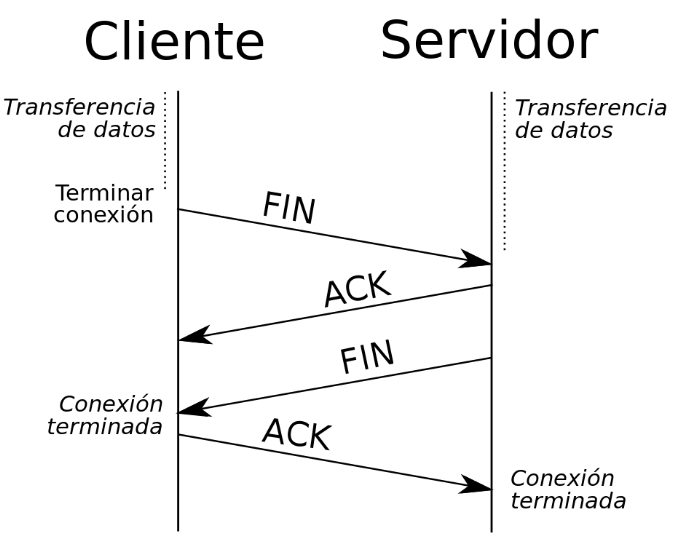 Cliente
Servidor
Transferencia
de datos
Transferencia
de datos
Terminar
conexión
FIN
ACK
FIN
Conexión
terminada
ACK
Conexión
terminada